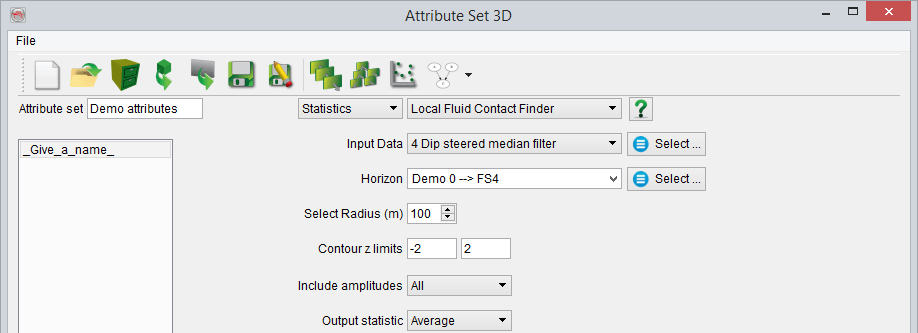 Attribute Set 3D
File
Attribute set Demo attributes Statistics Local Fluid Contact Finder ?
_Give_a_name_
Input Data 4 Dip steered median filter Select ...
Horizon Demo 0 --> FS4 Select ...
Select Radius (m) 100
Contour z limits -2 2
Include amplitudes All
Output statistic Average